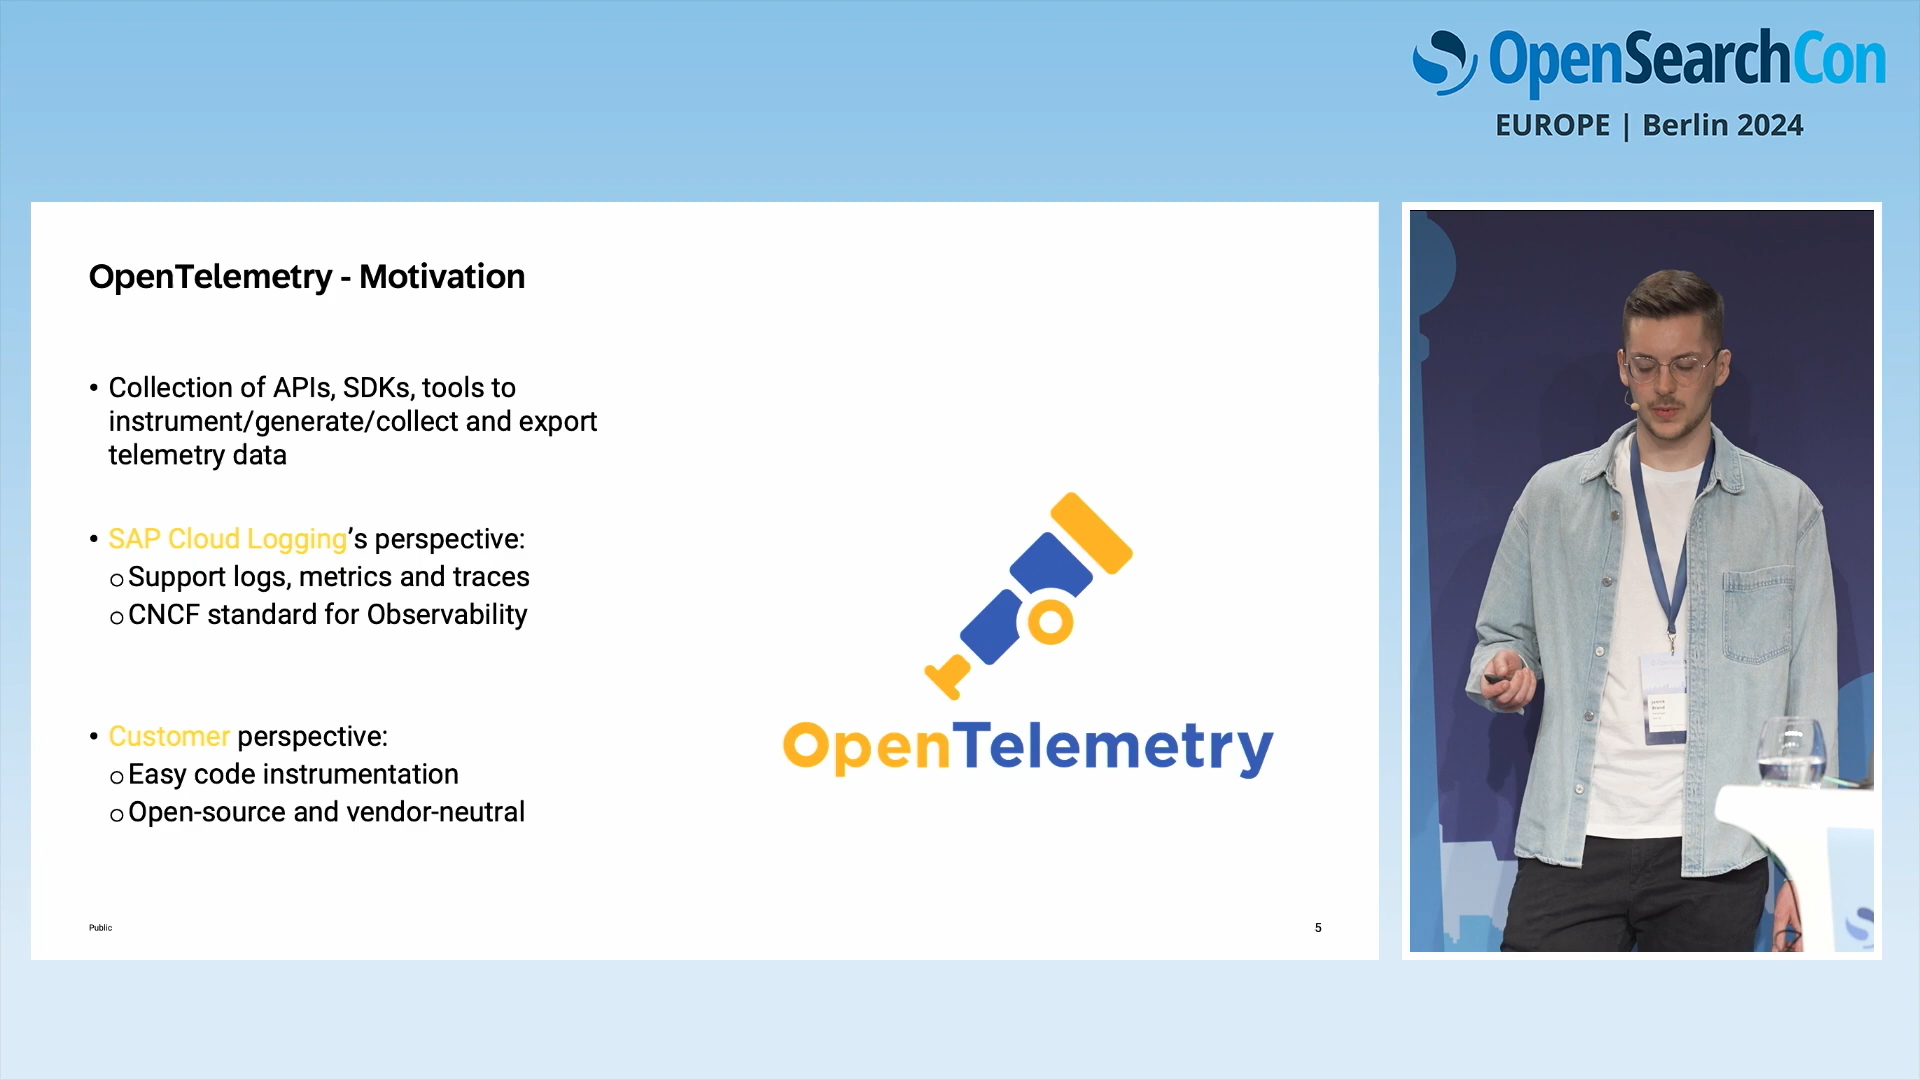 OpenSearchCon
EUROPE | Berlin 2024
OpenTelemetry - Motivation
• Collection of APIs, SDKs, tools to
instrument/generate/collect and export
telemetry data
• SAP Cloud Logging’s perspective:
o Support logs, metrics and traces
o CNCF standard for Observability
• Customer perspective:
o Easy code instrumentation
o Open-source and vendor-neutral
OpenTelemetry
Public
5